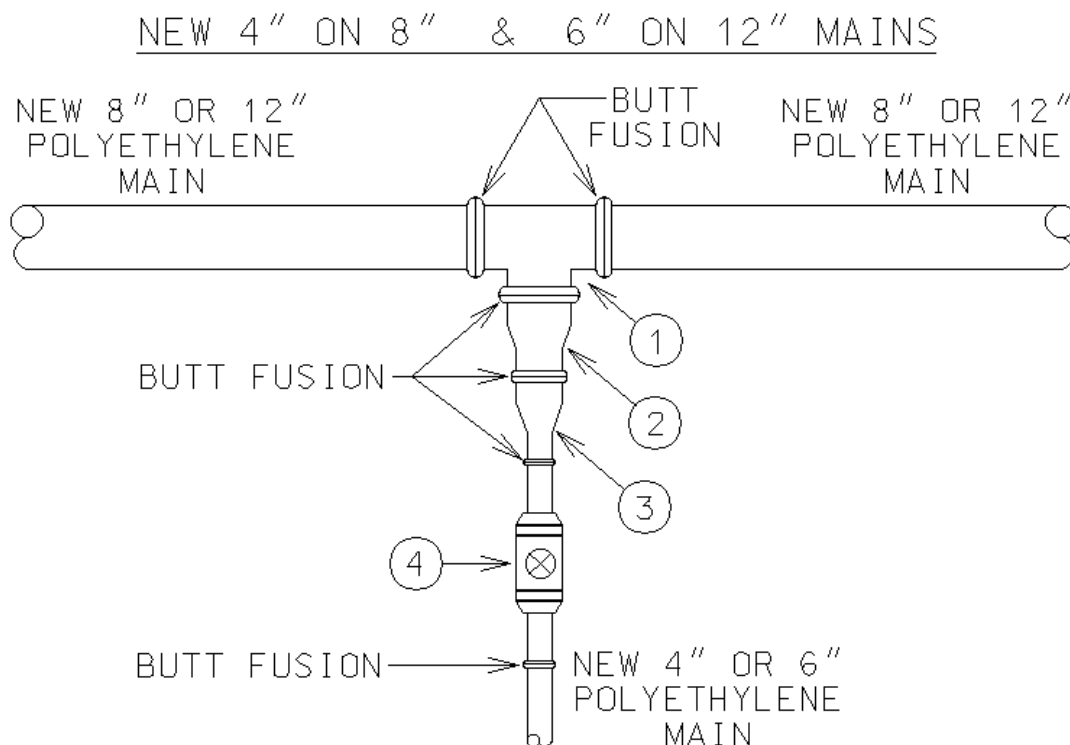 NEW 4" ON 8" & 6" ON 12" MAINS
NEW 8" OR 12"
POLYETHYLENE
MAIN
BUTT
FUSION
NEW 8" OR 12"
POLYETHYLENE
MAIN
1
BUTT FUSION
2
3
4
BUTT FUSION
NEW 4" OR 6"
POLYETHYLENE
MAIN